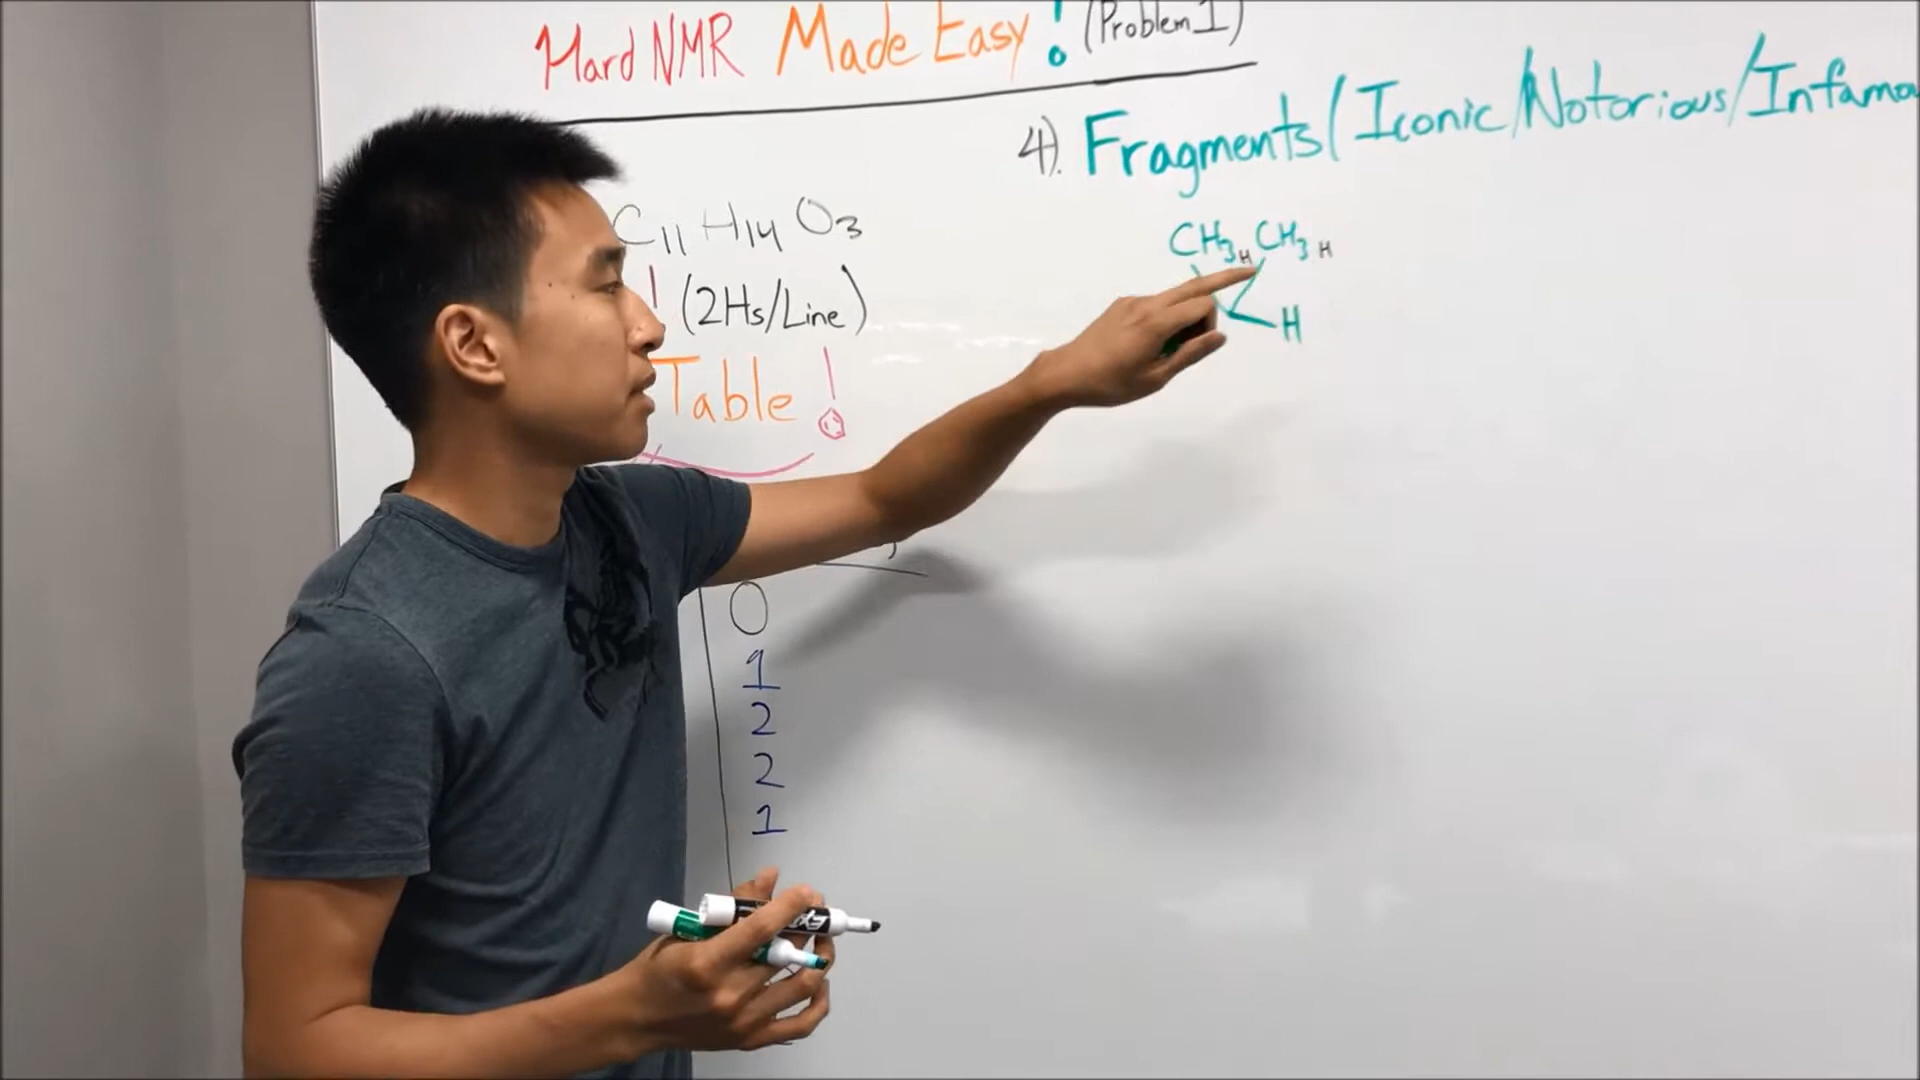 Hard NMR Made Easy! (Problem 1)
4). Fragments (Iconic/Notorious/Infamo
C11 H14 O3
! (2Hs/Line)
Table!
CH3 H CH3 H
H
0
1
2
2
1